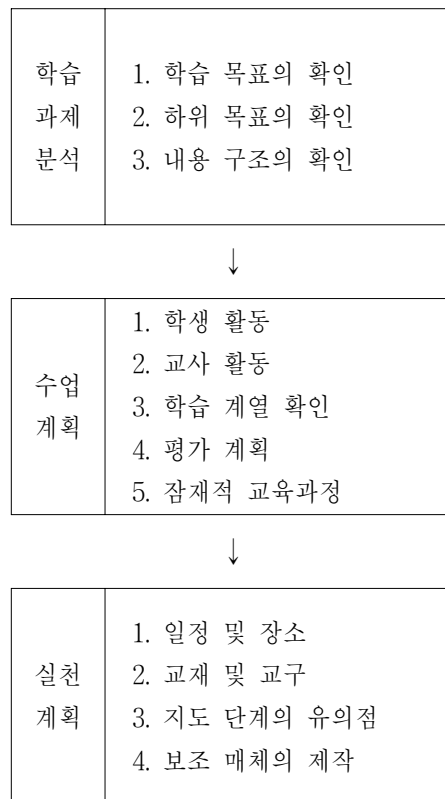 학습
과제
분석
1. 학습 목표의 확인
2. 하위 목표의 확인
3. 내용 구조의 확인
↓
수업
계획
1. 학생 활동
2. 교사 활동
3. 학습 계열 확인
4. 평가 계획
5. 잠재적 교육과정
↓
실천
계획
1. 일정 및 장소
2. 교재 및 교구
3. 지도 단계의 유의점
4. 보조 매체의 제작